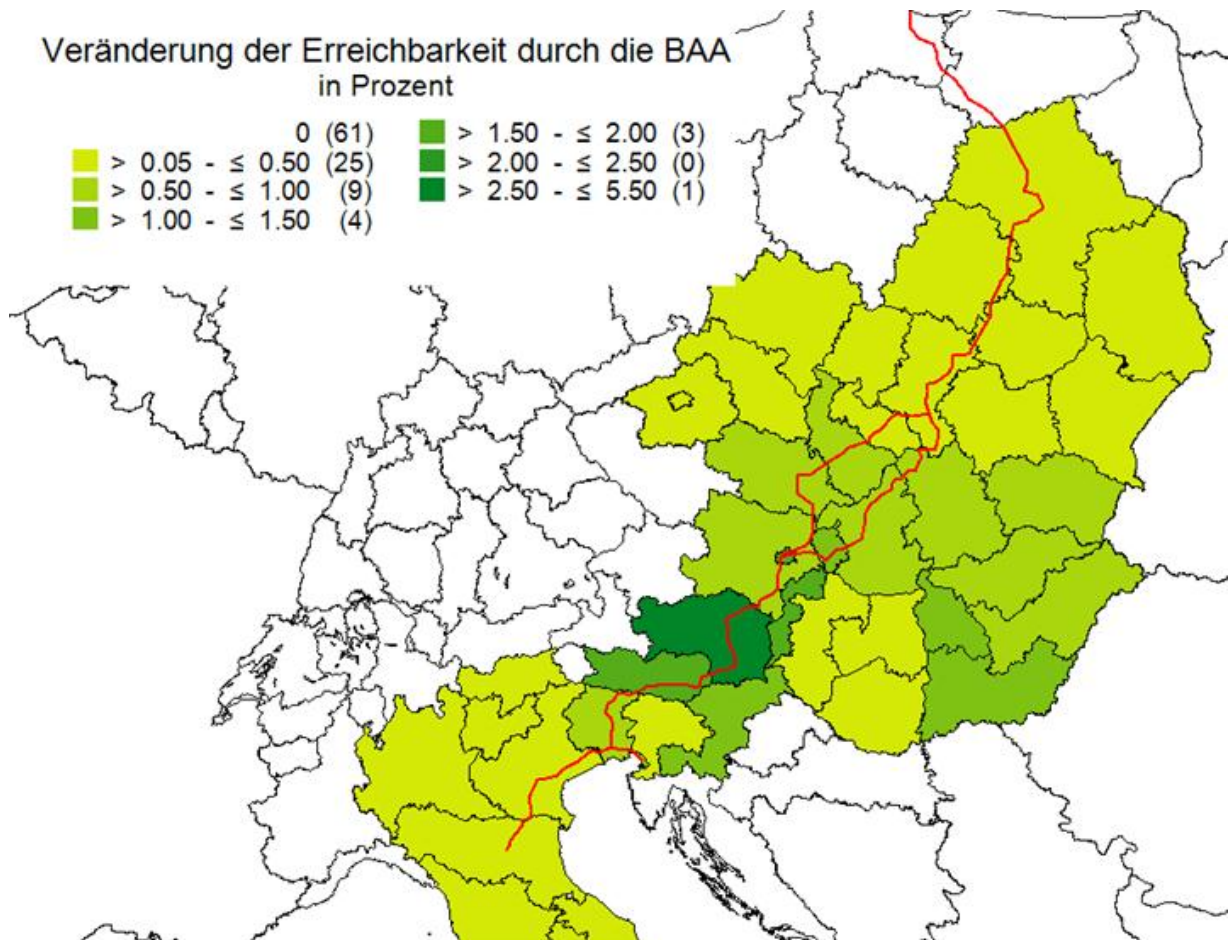 Veränderung der Erreichbarkeit durch die BAA
in Prozent
0 (61)
> 0.05 - ≤ 0.50 (25)
> 0.50 - ≤ 1.00 (9)
> 1.00 - ≤ 1.50 (4)
> 1.50 - ≤ 2.00 (3)
> 2.00 - ≤ 2.50 (0)
> 2.50 - ≤ 5.50 (1)